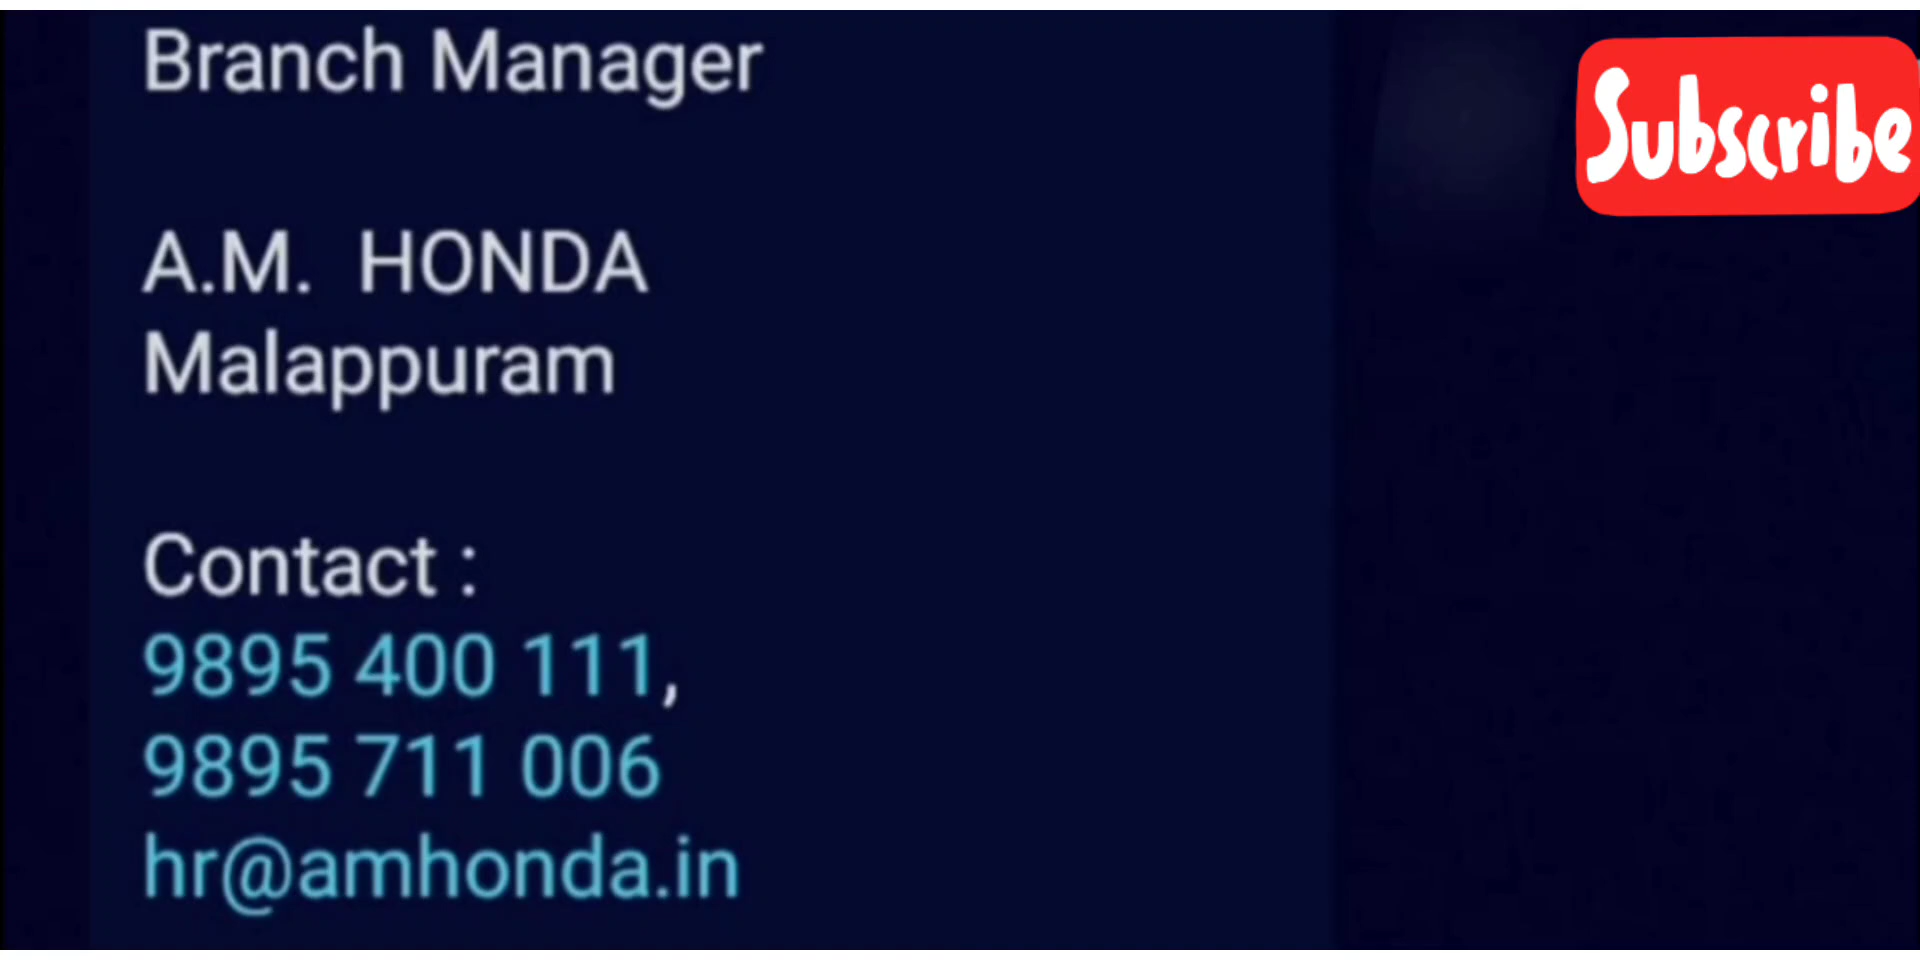 Branch Manager
Subscribe
A.M. HONDA
Malappuram
Contact :
9895 400 111,
9895 711 006
hr@amhonda.in